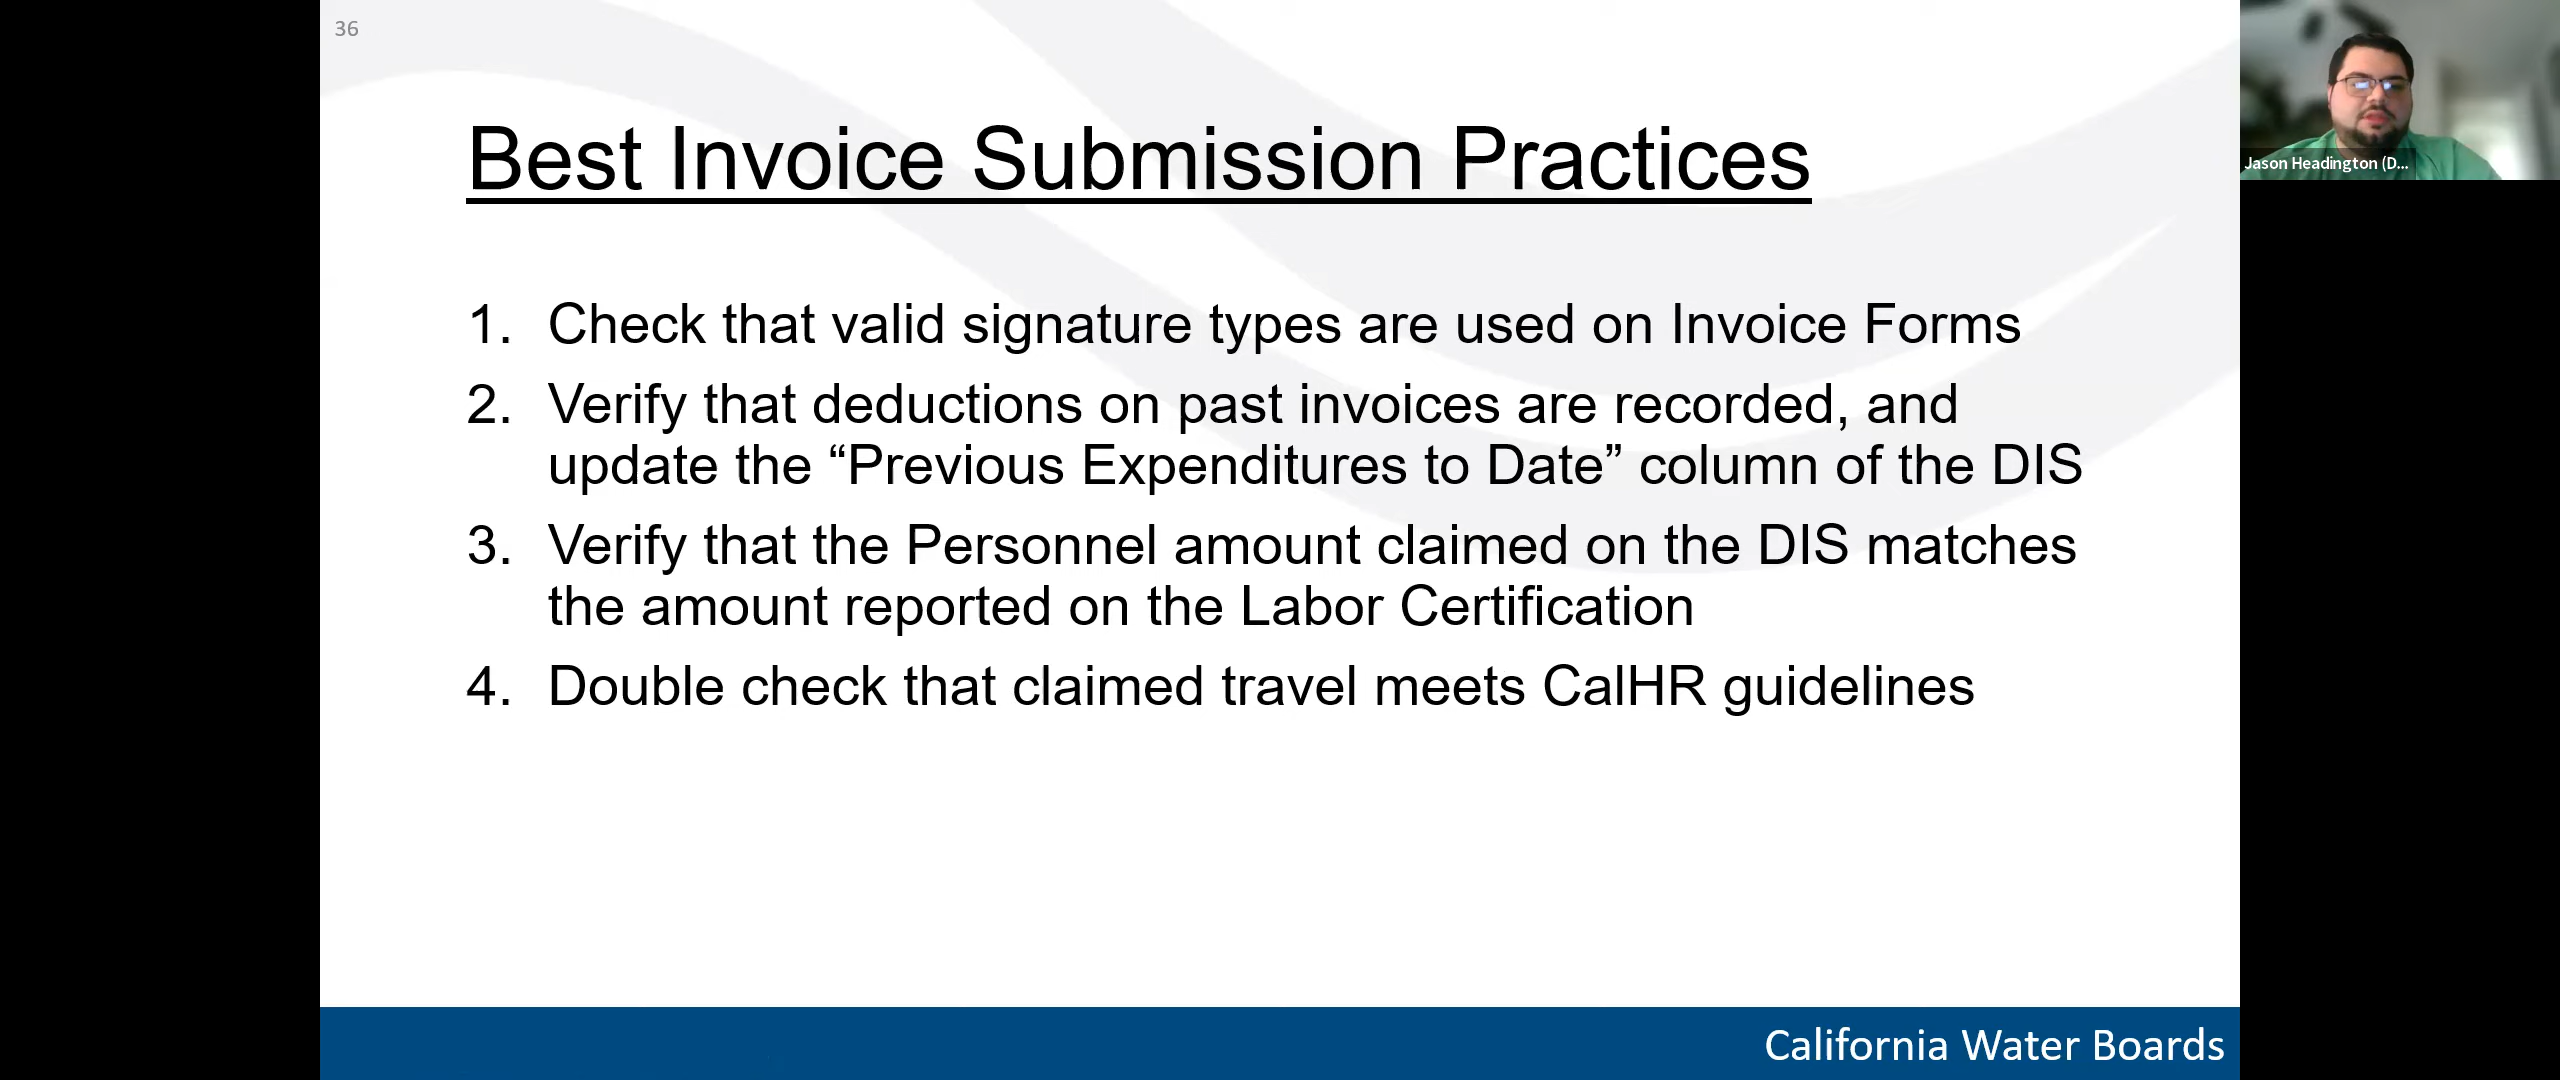 36
Best Invoice Submission Practices
1. Check that valid signature types are used on Invoice Forms
2. Verify that deductions on past invoices are recorded, and
update the “Previous Expenditures to Date” column of the DIS
3. Verify that the Personnel amount claimed on the DIS matches
the amount reported on the Labor Certification
4. Double check that claimed travel meets CalHR guidelines
California Water Boards
Jason Headington (D...